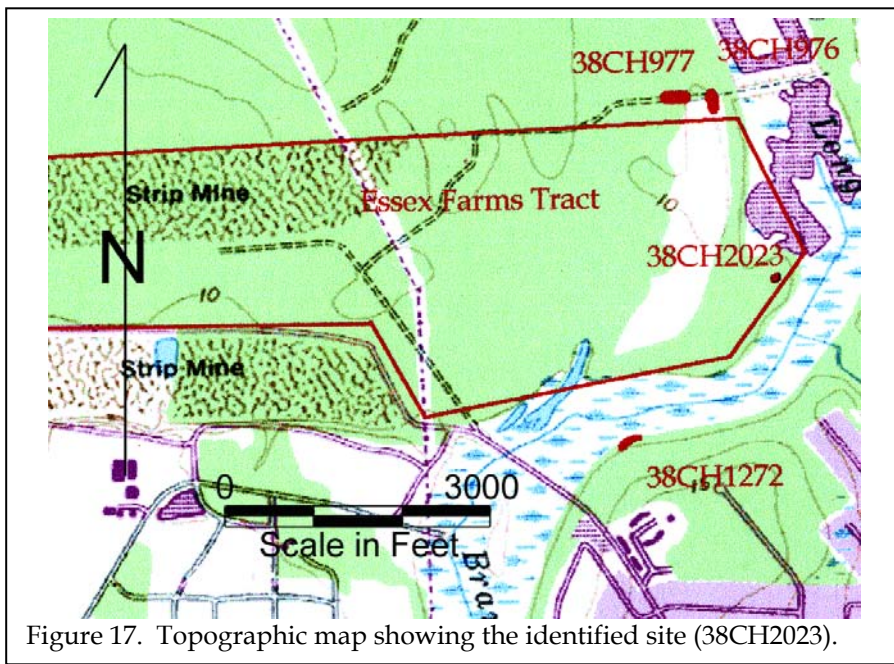 38CH977
38CH976
Long
Strip Mine
Essex Farms Tract
10
N
38CH2023
10
Strip Mine
38CH1272
15
0 3000
Scale in Feet
Bran
Figure 17. Topographic map showing the identified site (38CH2023).